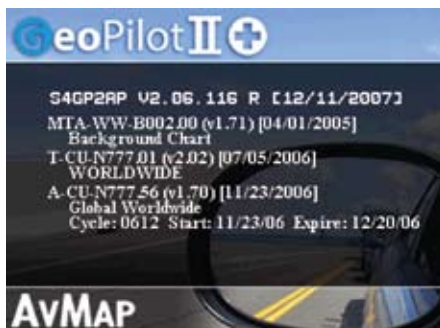 GeoPilot II +
S4GP2AP V2.06.116 R [12/11/2007]
MTA-WW-B002.00 (v1.71) [04/01/2005]
Background Chart
T-CU-N777.01 (v2.02) [07/05/2006]
WORLDWIDE
A-CU-N777.56 (v1.70) [11/23/2006]
Global Worldwide
Cycle: 0612 Start: 11/23/06 Expire: 12/20/06
AvMap